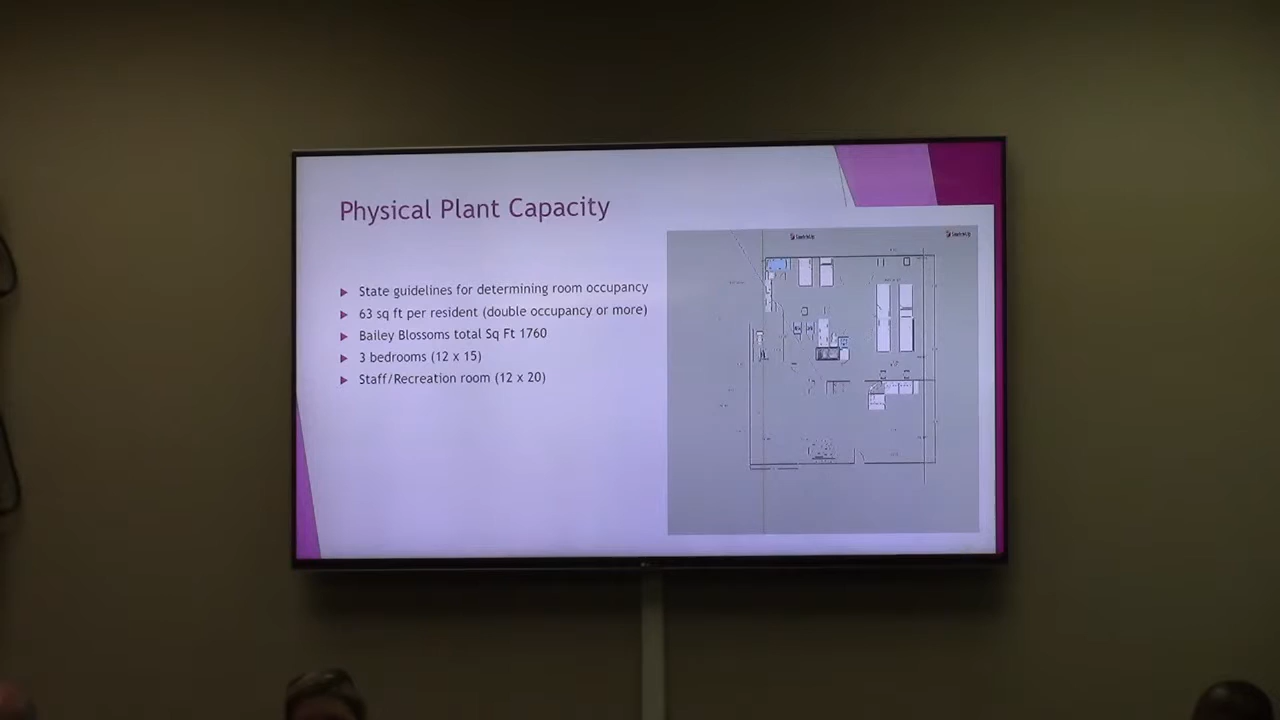 Physical Plant Capacity
State guidelines for determining room occupancy
63 sq ft per resident (double occupancy or more)
Bailey Blossoms total Sq Ft 1760
3 bedrooms (12 x 15)
Staff/Recreation room (12 x 20)